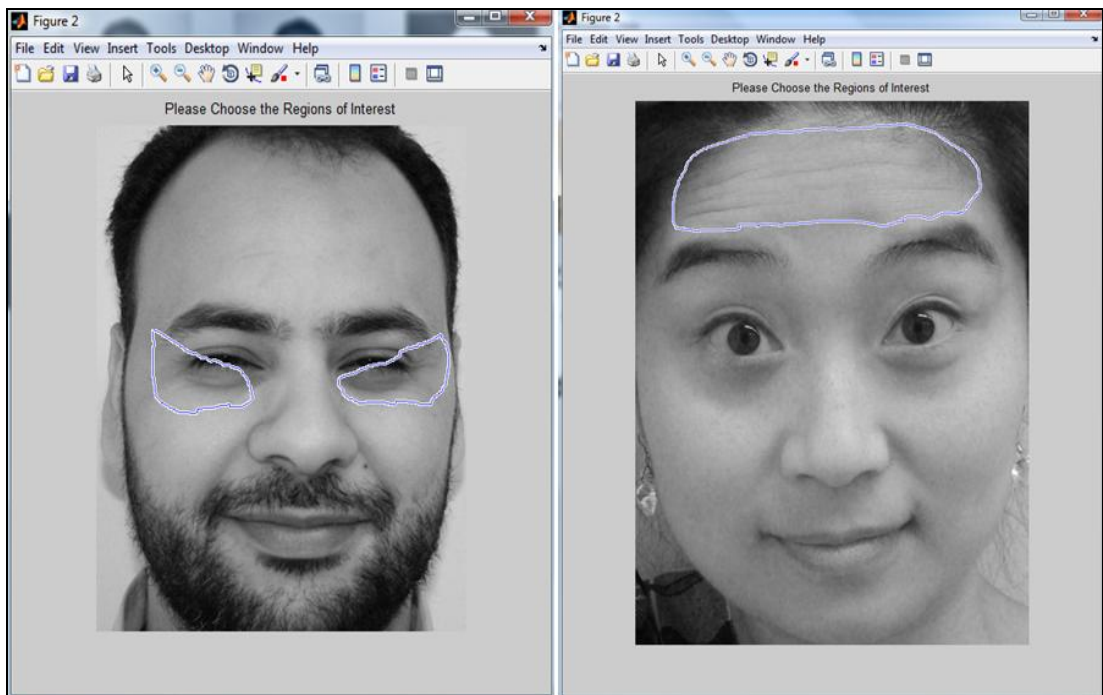 Figure 2
File Edit View Insert Tools Desktop Window Help
Please Choose the Regions of Interest
Figure 2
File Edit View Insert Tools Desktop Window Help
Please Choose the Regions of Interest